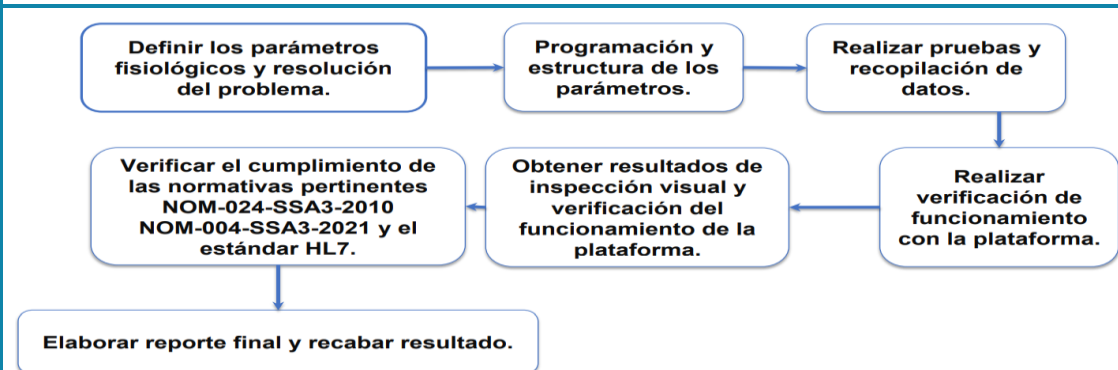 Definir los parámetros
fisiológicos y resolución
del problema.
Programación y
estructura de los
parámetros.
Realizar pruebas y
recopilación de
datos.
Realizar
verificación de
funcionamiento
con la plataforma.
Obtener resultados de
inspección visual y
verificación del
funcionamiento de la
plataforma.
Verificar el cumplimiento de
las normativas pertinentes
NOM-024-SSA3-2010
NOM-004-SSA3-2021 y el
estándar HL7.
Elaborar reporte final y recabar resultado.